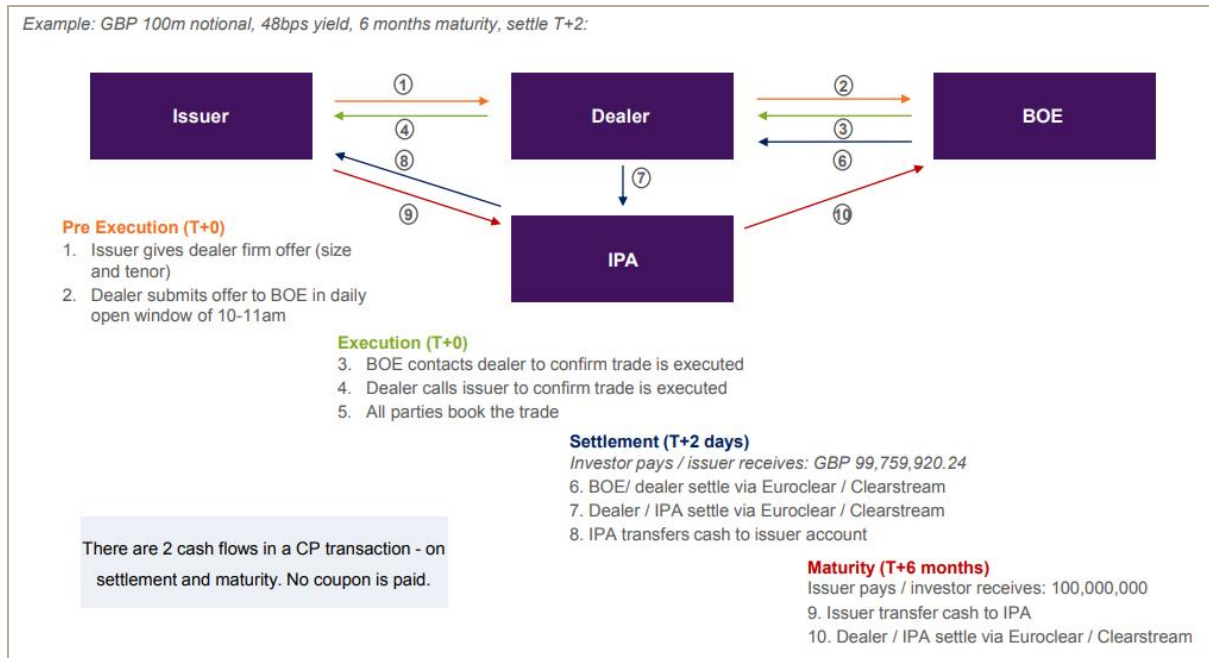 Example: GBP 100m notional, 48bps yield, 6 months maturity, settle T+2:
Issuer
Dealer
BOE
IPA
①
④
②
③
⑥
⑧
⑨
⑦
⑩
Pre Execution (T+0)
1. Issuer gives dealer firm offer (size
and tenor)
2. Dealer submits offer to BOE in daily
open window of 10-11am
Execution (T+0)
3. BOE contacts dealer to confirm trade is executed
4. Dealer calls issuer to confirm trade is executed
5. All parties book the trade
Settlement (T+2 days)
Investor pays / issuer receives: GBP 99,759,920.24
6. BOE/ dealer settle via Euroclear / Clearstream
7. Dealer / IPA settle via Euroclear / Clearstream
8. IPA transfers cash to issuer account
There are 2 cash flows in a CP transaction - on
settlement and maturity. No coupon is paid.
Maturity (T+6 months)
Issuer pays / investor receives: 100,000,000
9. Issuer transfer cash to IPA
10. Dealer / IPA settle via Euroclear / Clearstream